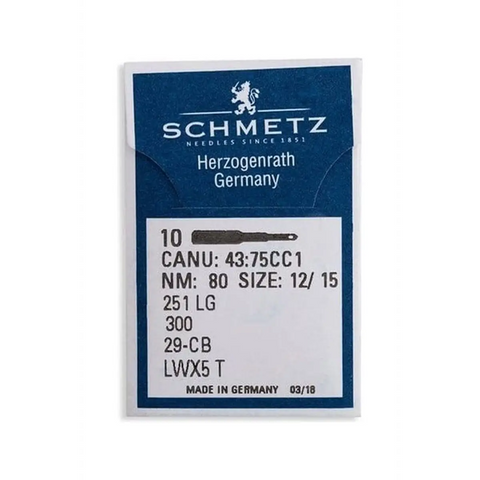 SCHMETZ
NEEDLES SINCE 1851
Herzogenrath
Germany
10
CANU: 43:75CC1
NM: 80 SIZE: 12/ 15
251 LG
300
29-CB
LWX5 T
MADE IN GERMANY 03/18